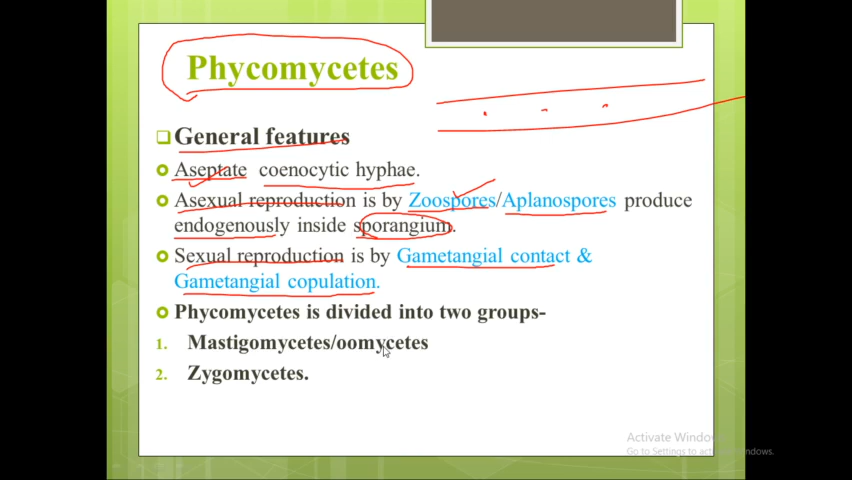 Phycomycetes
General features
Aseptate coenocytic hyphae.
Asexual reproduction is by Zoospores/Aplanospores produce
endogenously inside sporangium.
Sexual reproduction is by Gametangial contact &
Gametangial copulation.
Phycomycetes is divided into two groups-
1. Mastigomycetes/oomycetes
2. Zygomycetes.
Activate Windows
Go to Settings to activate Windows.